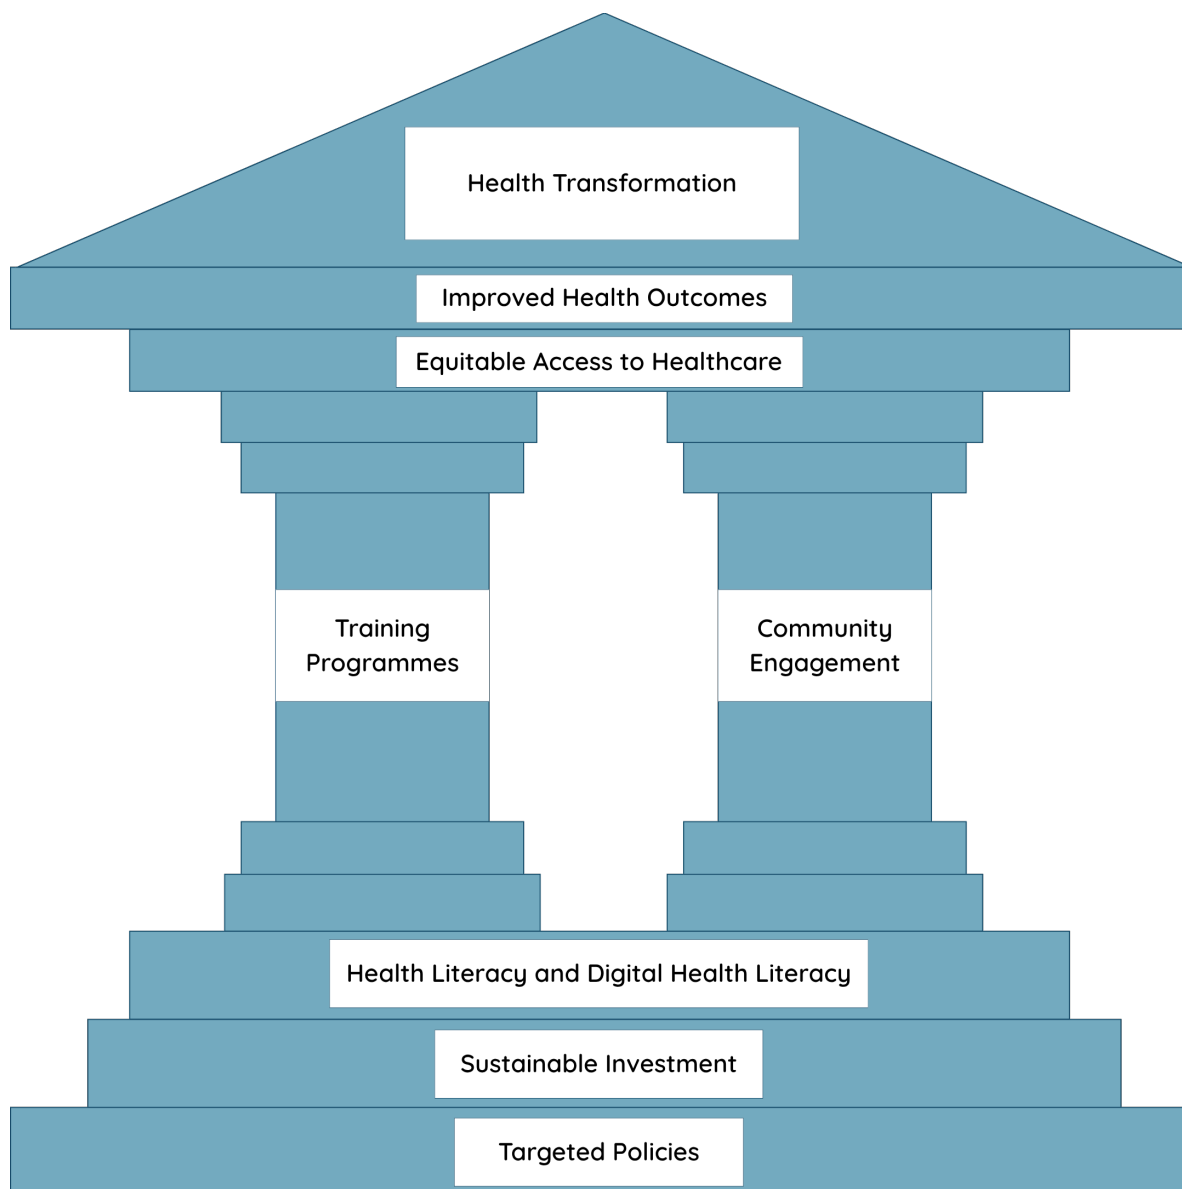 Health Transformation
Improved Health Outcomes
Equitable Access to Healthcare
Training
Programmes
Community
Engagement
Health Literacy and Digital Health Literacy
Sustainable Investment
Targeted Policies